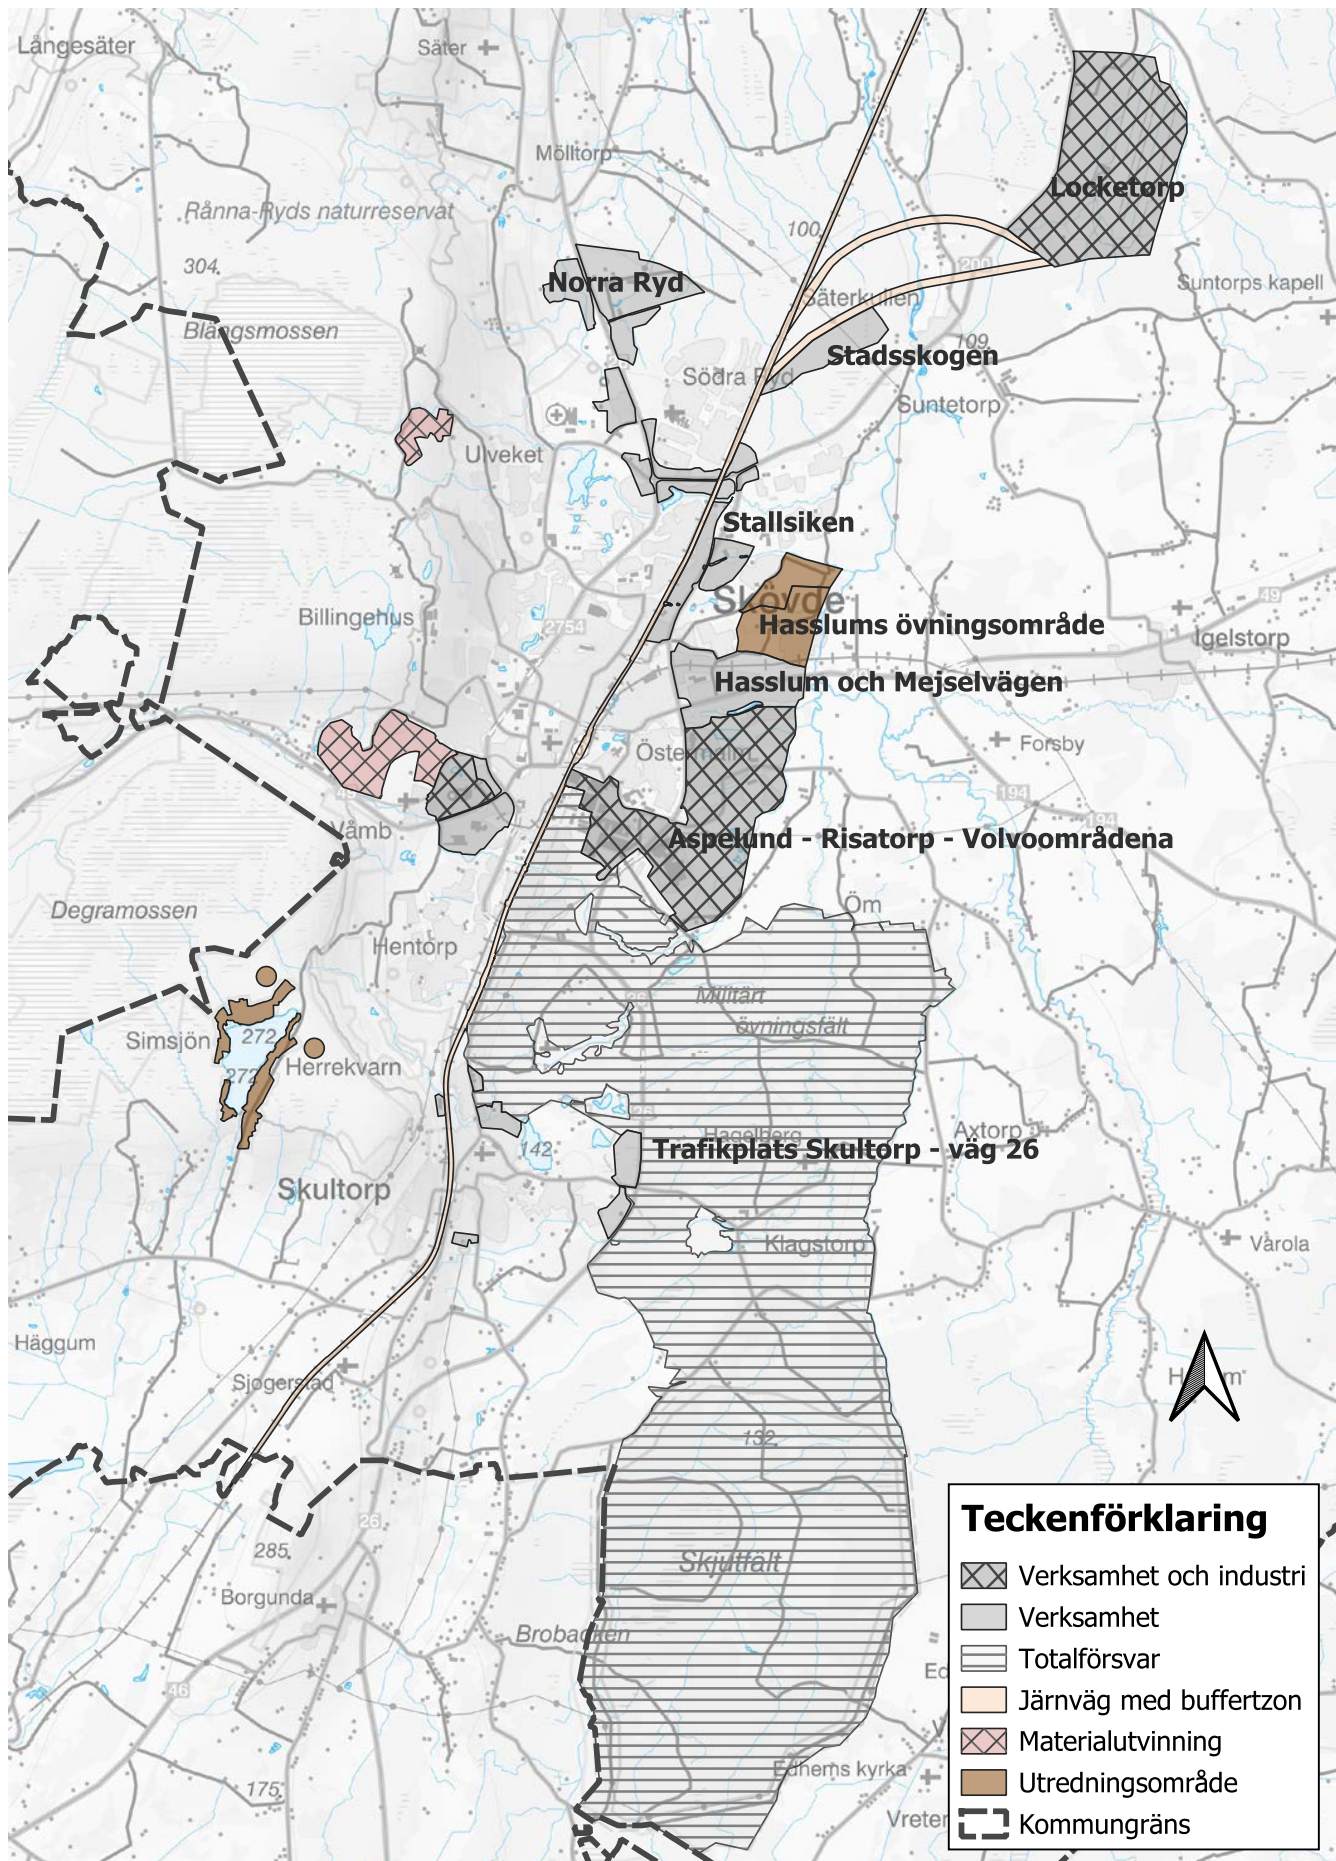 Långesäter
Säter
Mölltorp
Locketorp
Rånna-Ryds naturreservat
100
304
200
Norra Ryd
Suntorps kapell
Säterkullen
Blängsmossen
109
Stadsskogen
Södra Ryd
Suntetorp
Ulveket
Stallsiken
Skövde
49
Billingehus
2754
Hasslums övningsområde
Igelstorp
Hasslum och Mejselvägen
Östermalm
Forsby
194
194
Våmb
Aspelund - Risatorp - Volvoområdena
Degramossen
Öm
Hentorp
Militärt
övningsfält
Simsjön
272
272
Herrekvarn
26
Hagelberg
Axtorp
142
Trafikplats Skultorp - väg 26
Skultorp
Klagstorp
Varola
Häggum
Sjogerstad
132
26
Skjutfält
285
Borgunda
Brobacken
46
175
Edhems kyrka
Teckenförklaring
Verksamhet och industri
Verksamhet
Totalförsvar
Järnväg med buffertzon
Materialutvinning
Utredningsområde
Kommungräns